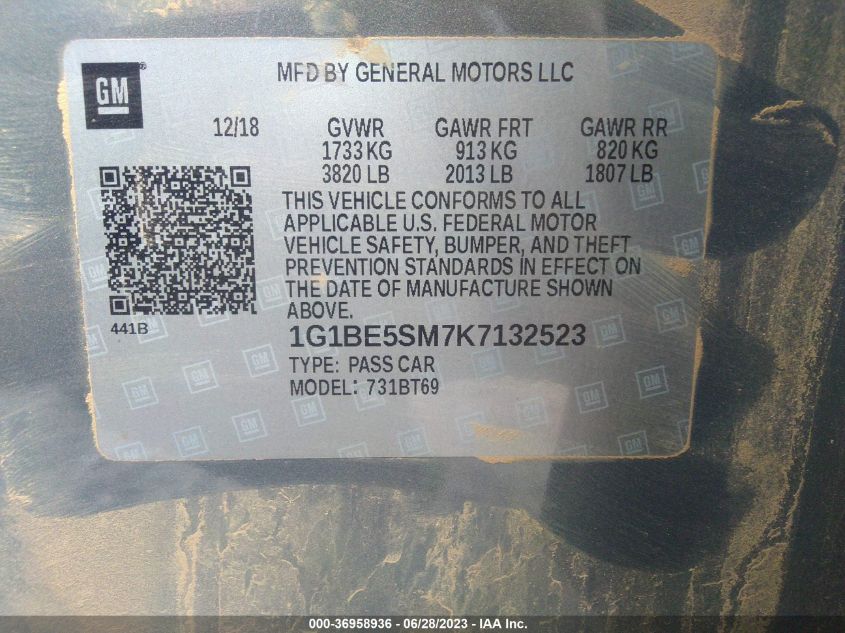 GM
MFD BY GENERAL MOTORS LLC
12/18 GVWR GAWR FRT GAWR RR
1733 KG 913 KG 820 KG
3820 LB 2013 LB 1807 LB
THIS VEHICLE CONFORMS TO ALL
APPLICABLE U.S. FEDERAL MOTOR
VEHICLE SAFETY, BUMPER, AND THEFT
PREVENTION STANDARDS IN EFFECT ON
THE DATE OF MANUFACTURE SHOWN
ABOVE.
441B
1G1BE5SM7K7132523
TYPE: PASS CAR
MODEL: 731BT69
000-36958936 - 06/28/2023 - IAA Inc.